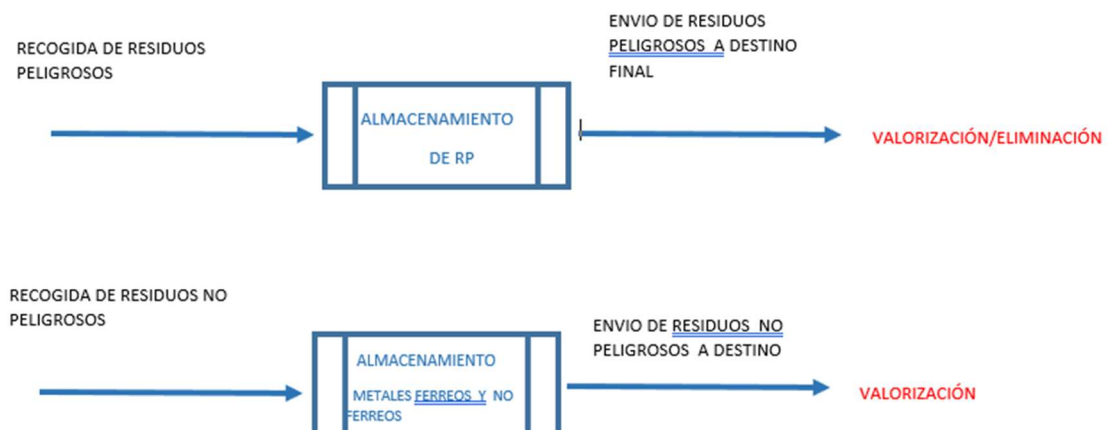 RECOGIDA DE RESIDUOS
PELIGROSOS
ALMACENAMIENTO
DE RP
ENVIO DE RESIDUOS
PELIGROSOS A DESTINO
FINAL
VALORIZACIÓN/ELIMINACIÓN
RECOGIDA DE RESIDUOS NO
PELIGROSOS
ALMACENAMIENTO
METALES FERREOS Y NO
FERREOS
ENVIO DE RESIDUOS NO
PELIGROSOS A DESTINO
VALORIZACIÓN